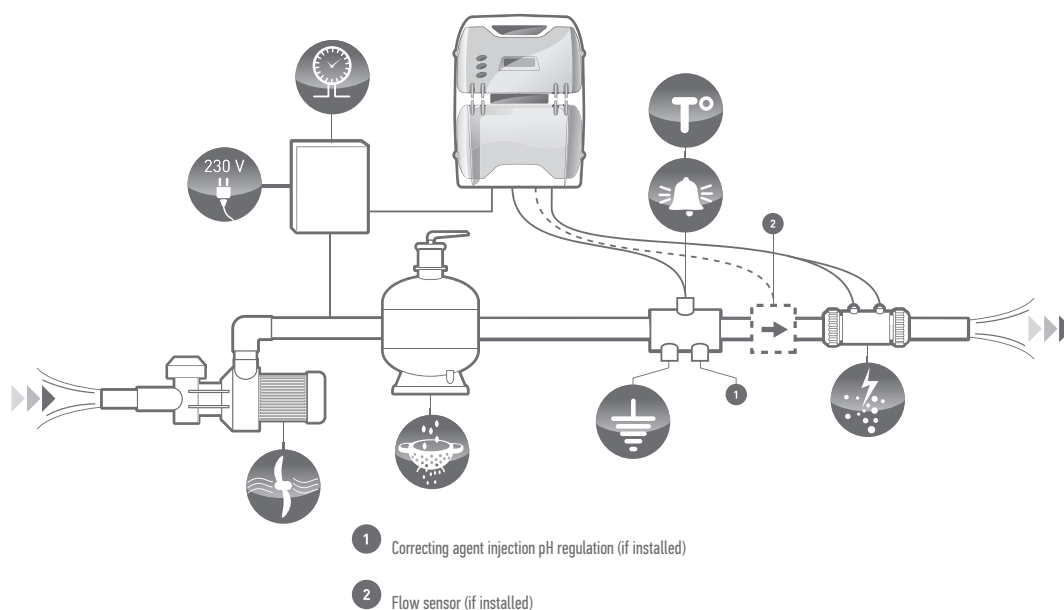 230 V
T°
2
1
1 Correcting agent injection pH regulation (if installed)
2 Flow sensor (if installed)